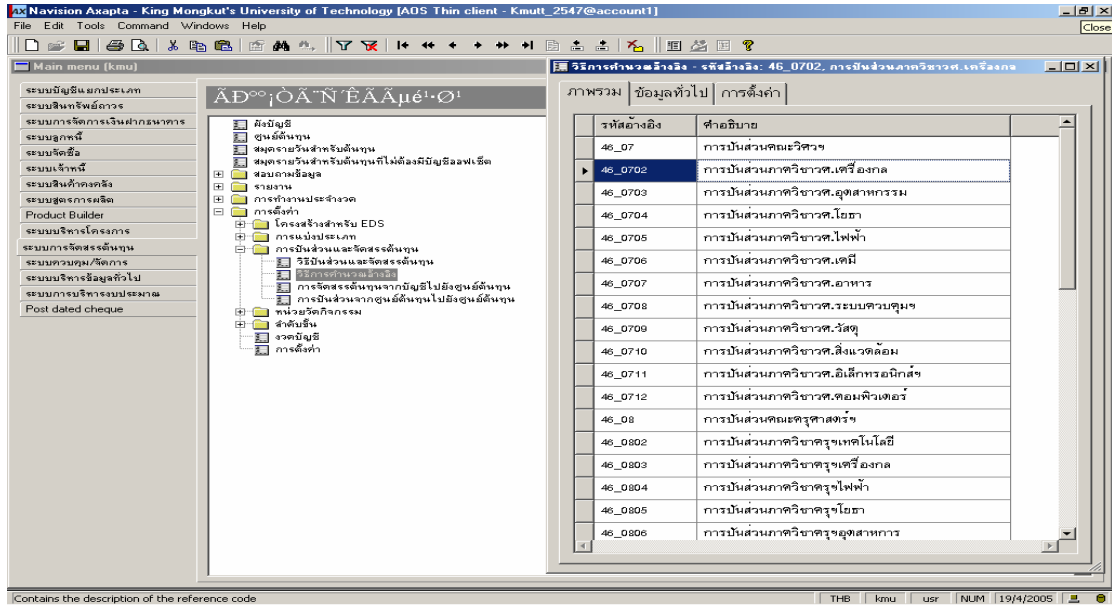 Navision Axapta - King Mongkut's University of Technology [AOS Thin client - Kmutt_2547@account1]
File Edit Tools Command Windows Help
Close
Main menu (kmu)
ระบบบัญชีแยกประเภท
ระบบสินทรัพย์ถาวร
ระบบการจัดการเงินฝากธนาคาร
ระบบลูกหนี้
ระบบจัดซื้อ
ระบบเจ้าหนี้
ระบบสินค้าคงคลัง
ระบบสูตรการผลิต
Product Builder
ระบบบริหารโครงการ
ระบบการจัดสรรต้นทุน
ระบบควบคุม/จัดการ
ระบบบริหารข้อมูลทั่วไป
ระบบการบริหารงบประมาณ
Post dated cheque
ÃÐºº¡ÒÃ¨Ñ´ÊÃÃµé¹·Ø¹
ผังบัญชี
ศูนย์ต้นทุน
สมุดรายวันสำหรับต้นทุน
สมุดรายวันสำหรับต้นทุนที่ไม่ต้องมีบัญชีออฟเซ็ต
สอบถามข้อมูล
รายงาน
การทำงานประจำงวด
การตั้งค่า
โครงสร้างสำหรับ EDS
การแบ่งประเภท
การปันส่วนและจัดสรรต้นทุน
วิธีปันส่วนและจัดสรรต้นทุน
วิธีการคำนวณอ้างอิง
การจัดสรรต้นทุนจากบัญชีไปยังศูนย์ต้นทุน
การปันส่วนจากศูนย์ต้นทุนไปยังศูนย์ต้นทุน
หน่วยวัดกิจกรรม
ลำดับขั้น
งวดบัญชี
การตั้งค่า
วิธีการคำนวณอ้างอิง - รหัสอ้างอิง: 46_0702, การปันส่วนภาควิชาวศ.เครื่องกล
ภาพรวม ข้อมูลทั่วไป การตั้งค่า
รหัสอ้างอิง คำอธิบาย
46_07 การปันส่วนคณะวิศวฯ
46_0702 การปันส่วนภาควิชาวศ.เครื่องกล
46_0703 การปันส่วนภาควิชาวศ.อุตสาหกรรม
46_0704 การปันส่วนภาควิชาวศ.โยธา
46_0705 การปันส่วนภาควิชาวศ.ไฟฟ้า
46_0706 การปันส่วนภาควิชาวศ.เคมี
46_0707 การปันส่วนภาควิชาวศ.อาหาร
46_0708 การปันส่วนภาควิชาวศ.ระบบควบคุมฯ
46_0709 การปันส่วนภาควิชาวศ.วัสดุ
46_0710 การปันส่วนภาควิชาวศ.สิ่งแวดล้อม
46_0711 การปันส่วนภาควิชาวศ.อิเล็กทรอนิกส์ฯ
46_0712 การปันส่วนภาควิชาวศ.คอมพิวเตอร์
46_08 การปันส่วนคณะครุศาสตร์ฯ
46_0802 การปันส่วนภาควิชาครุฯเทคโนโลยี
46_0803 การปันส่วนภาควิชาครุฯเครื่องกล
46_0804 การปันส่วนภาควิชาครุฯไฟฟ้า
46_0805 การปันส่วนภาควิชาครุฯโยธา
46_0806 การปันส่วนภาควิชาครุฯอุตสาหการ
Contains the description of the reference code
THB kmu usr NUM 19/4/2005